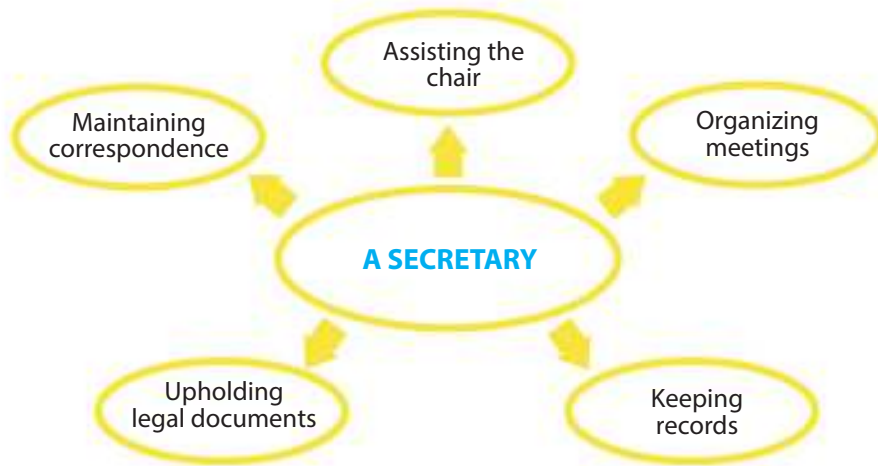 Assisting the
chair
Maintaining
correspondence
Organizing
meetings
A SECRETARY
Upholding
legal documents
Keeping
records